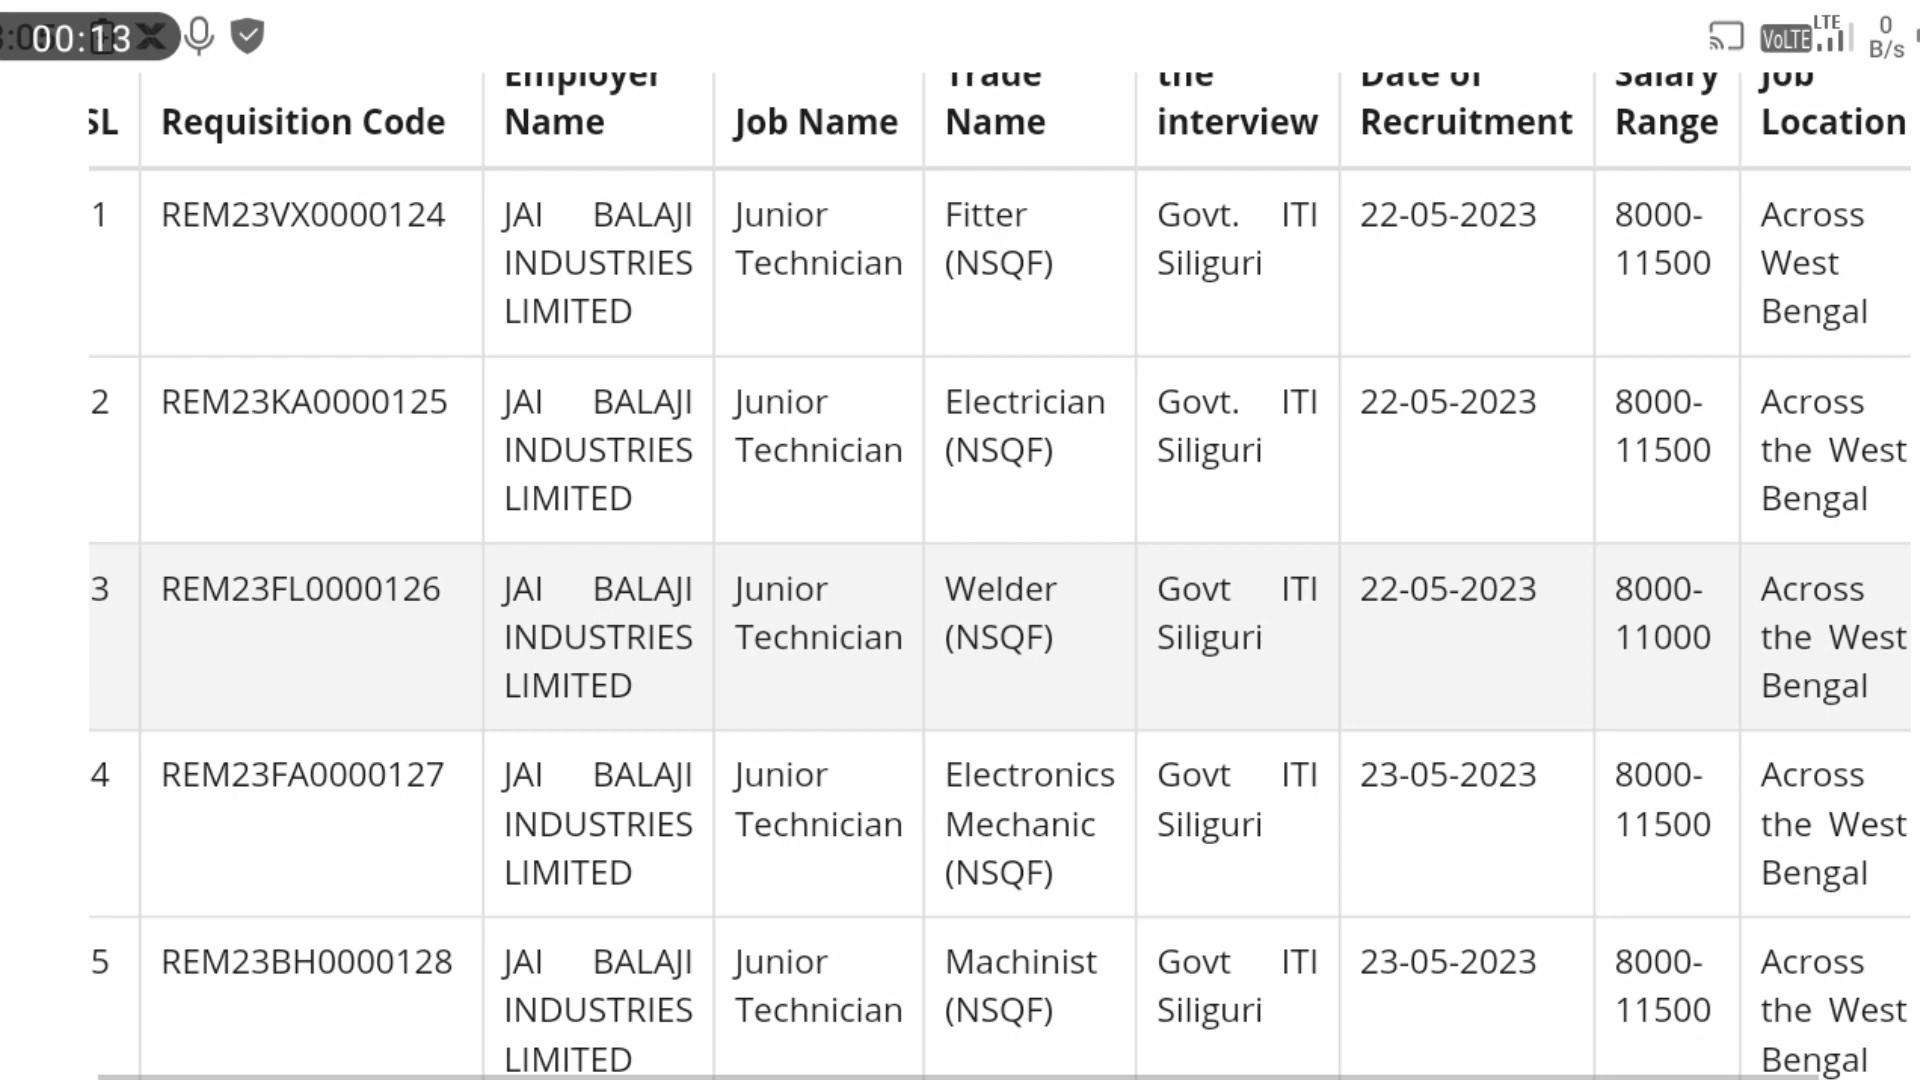 00:13
VoLTE LTE 0 B/s
SL Requisition Code Employer Name Job Name Trade Name the interview Date of Recruitment Salary Range Job Location
1 REM23VX0000124 JAI BALAJI INDUSTRIES LIMITED Junior Technician Fitter (NSQF) Govt. ITI Siliguri 22-05-2023 8000-11500 Across West Bengal
2 REM23KA0000125 JAI BALAJI INDUSTRIES LIMITED Junior Technician Electrician (NSQF) Govt. ITI Siliguri 22-05-2023 8000-11500 Across the West Bengal
3 REM23FL0000126 JAI BALAJI INDUSTRIES LIMITED Junior Technician Welder (NSQF) Govt ITI Siliguri 22-05-2023 8000-11000 Across the West Bengal
4 REM23FA0000127 JAI BALAJI INDUSTRIES LIMITED Junior Technician Electronics Mechanic (NSQF) Govt ITI Siliguri 23-05-2023 8000-11500 Across the West Bengal
5 REM23BH0000128 JAI BALAJI INDUSTRIES LIMITED Junior Technician Machinist (NSQF) Govt ITI Siliguri 23-05-2023 8000-11500 Across the West Bengal